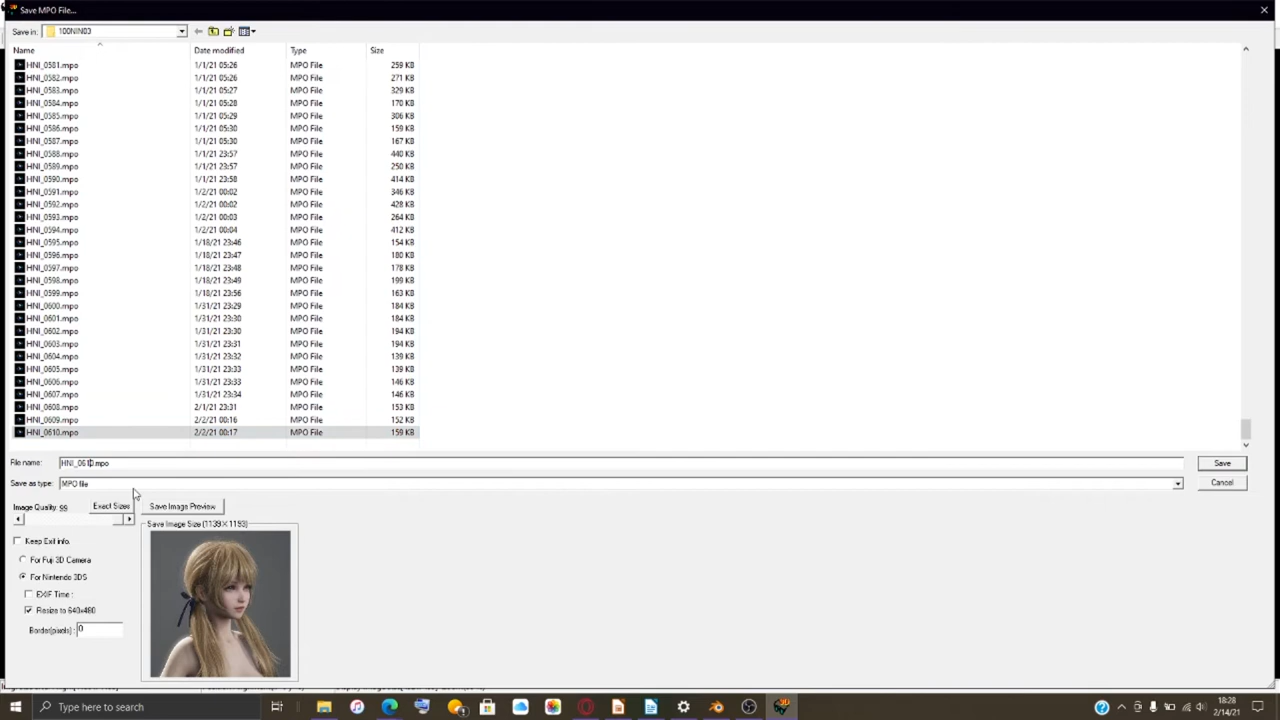 Save MPO File...
Save in: 100NIN03
Name Date modified Type Size
HNI_0581.mpo 1/1/21 05:26 MPO File 259 KB
HNI_0582.mpo 1/1/21 05:26 MPO File 271 KB
HNI_0583.mpo 1/1/21 05:27 MPO File 329 KB
HNI_0584.mpo 1/1/21 05:28 MPO File 170 KB
HNI_0585.mpo 1/1/21 05:29 MPO File 306 KB
HNI_0586.mpo 1/1/21 05:30 MPO File 159 KB
HNI_0587.mpo 1/1/21 05:30 MPO File 167 KB
HNI_0588.mpo 1/1/21 23:57 MPO File 440 KB
HNI_0589.mpo 1/1/21 23:57 MPO File 250 KB
HNI_0590.mpo 1/1/21 23:58 MPO File 414 KB
HNI_0591.mpo 1/2/21 00:02 MPO File 346 KB
HNI_0592.mpo 1/2/21 00:02 MPO File 428 KB
HNI_0593.mpo 1/2/21 00:03 MPO File 264 KB
HNI_0594.mpo 1/2/21 00:04 MPO File 412 KB
HNI_0595.mpo 1/18/21 23:46 MPO File 154 KB
HNI_0596.mpo 1/18/21 23:47 MPO File 180 KB
HNI_0597.mpo 1/18/21 23:48 MPO File 178 KB
HNI_0598.mpo 1/18/21 23:49 MPO File 199 KB
HNI_0599.mpo 1/18/21 23:56 MPO File 163 KB
HNI_0600.mpo 1/31/21 23:29 MPO File 184 KB
HNI_0601.mpo 1/31/21 23:30 MPO File 184 KB
HNI_0602.mpo 1/31/21 23:30 MPO File 194 KB
HNI_0603.mpo 1/31/21 23:31 MPO File 194 KB
HNI_0604.mpo 1/31/21 23:32 MPO File 139 KB
HNI_0605.mpo 1/31/21 23:33 MPO File 139 KB
HNI_0606.mpo 1/31/21 23:33 MPO File 146 KB
HNI_0607.mpo 1/31/21 23:34 MPO File 146 KB
HNI_0608.mpo 2/1/21 23:31 MPO File 153 KB
HNI_0609.mpo 2/2/21 00:16 MPO File 152 KB
HNI_0610.mpo 2/2/21 00:17 MPO File 159 KB
File name: HNI_0610.mpo Save
Save as type: MPO file Cancel
Image Quality: 99 Exact Sizes Save Image Preview
Save Image Size (1139×1193)
Keep Exif info.
For Fuji 3D Camera
For Nintendo 3DS
EXIF Time :
Resize to 640x480
Border(pixels) : 0
Type here to search
18:28
2/14/21